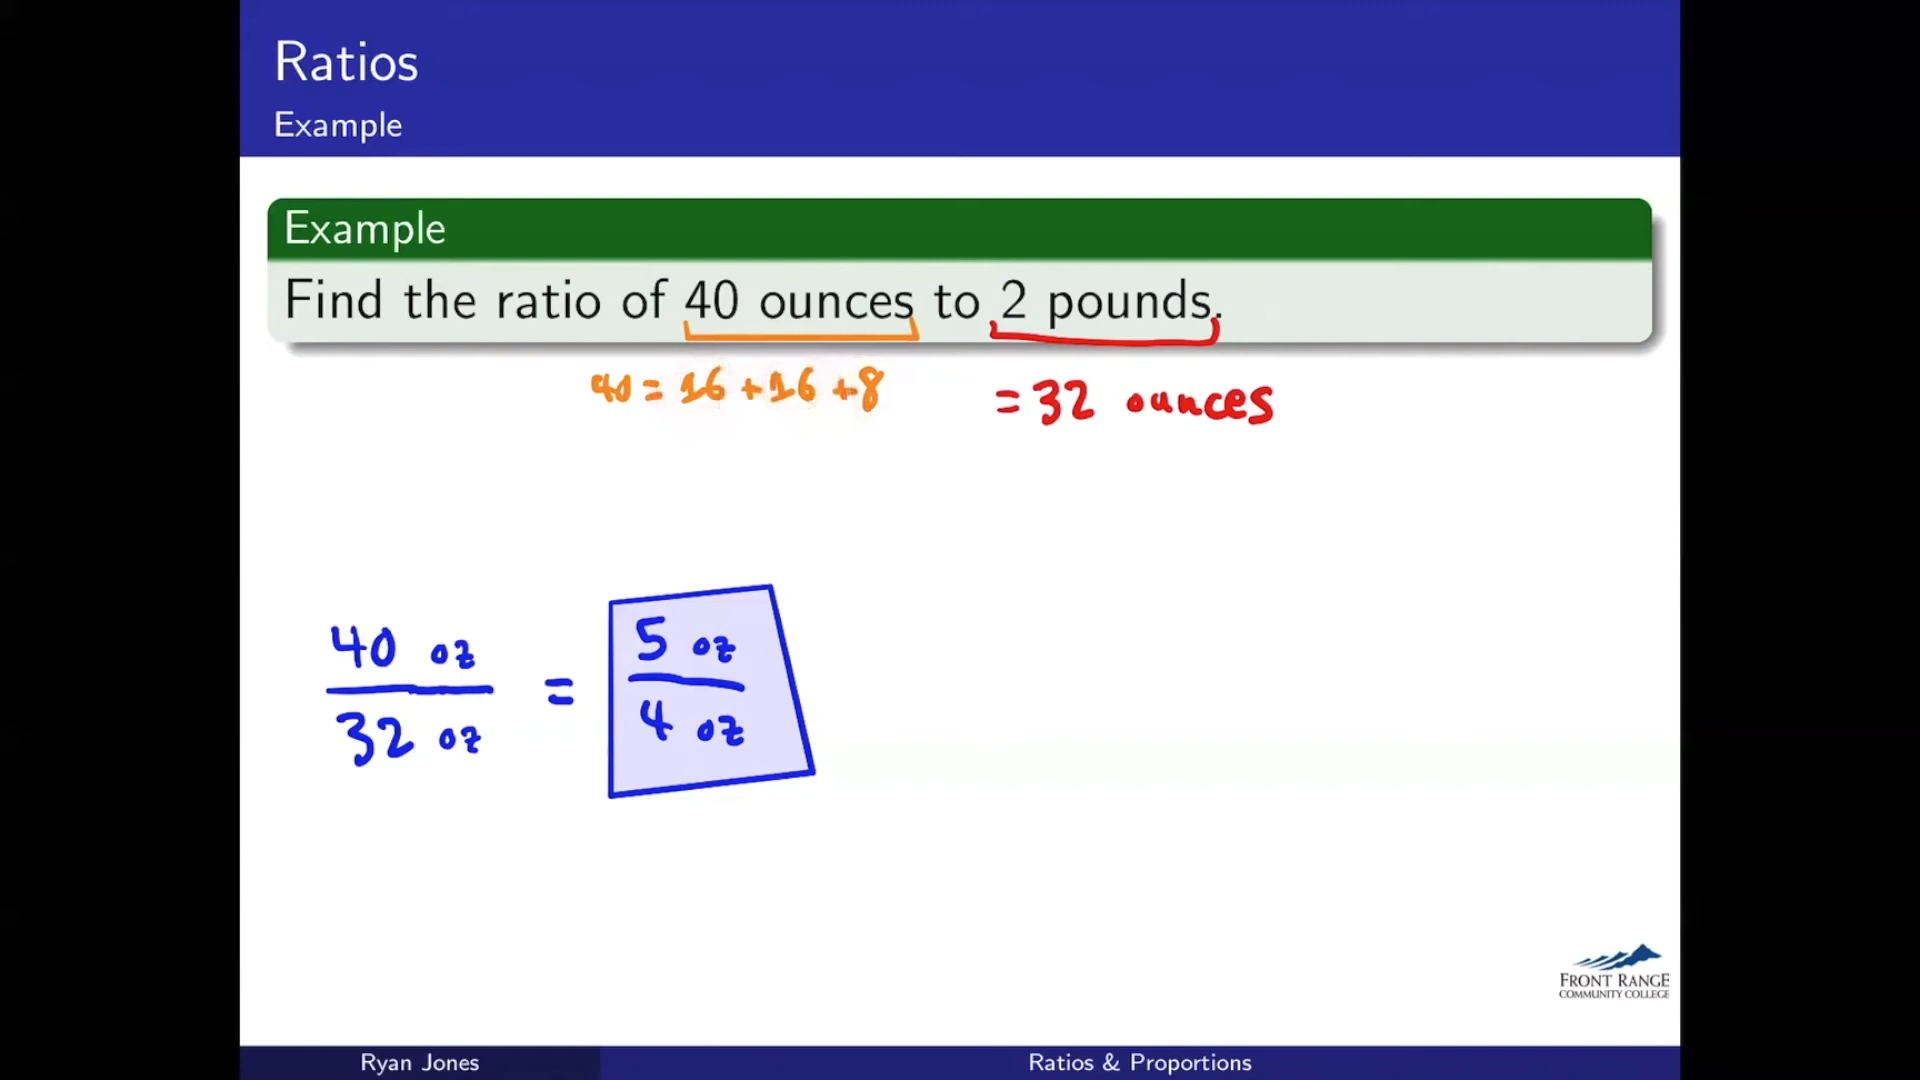 Ratios
Example
Example
Find the ratio of 40 ounces to 2 pounds.
40 = 16 + 16 + 8
= 32 ounces
40 oz
32 oz
=
5 oz
4 oz
FRONT RANGE
COMMUNITY COLLEGE
Ryan Jones
Ratios & Proportions